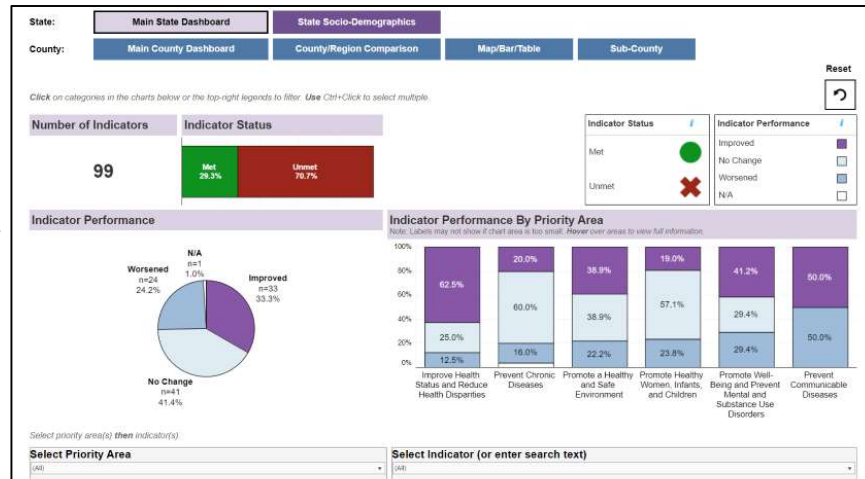 State:
Main State Dashboard
State Socio-Demographics
County:
Main County Dashboard
County/Region Comparison
Map/Bar/Table
Sub-County
Reset
Click on categories in the charts below or the top-right legends to filter. Use Ctrl+Click to select multiple.
Number of Indicators
99
Indicator Status
Met
29.3%
Unmet
70.7%
Indicator Status i
Met
Unmet
Indicator Performance i
Improved
No Change
Worsened
N/A
Indicator Performance
N/A
n=1
1.0%
Worsened
n=24
24.2%
Improved
n=33
33.3%
No Change
n=41
41.4%
Indicator Performance By Priority Area
Note: Labels may not show if chart area is too small. Hover over areas to view full information.
100%
80%
60%
40%
20%
0%
62.5%
25.0%
12.5%
20.0%
60.0%
16.0%
38.9%
38.9%
22.2%
19.0%
57.1%
23.8%
41.2%
29.4%
29.4%
50.0%
50.0%
Improve Health
Status and Reduce
Health Disparities
Prevent Chronic
Diseases
Promote a Healthy
and Safe
Environment
Promote Healthy
Women, Infants,
and Children
Promote Well-
Being and Prevent
Mental and
Substance Use
Disorders
Prevent
Communicable
Diseases
Select priority area(s) then indicator(s)
Select Priority Area
(All)
Select Indicator (or enter search text)
(All)